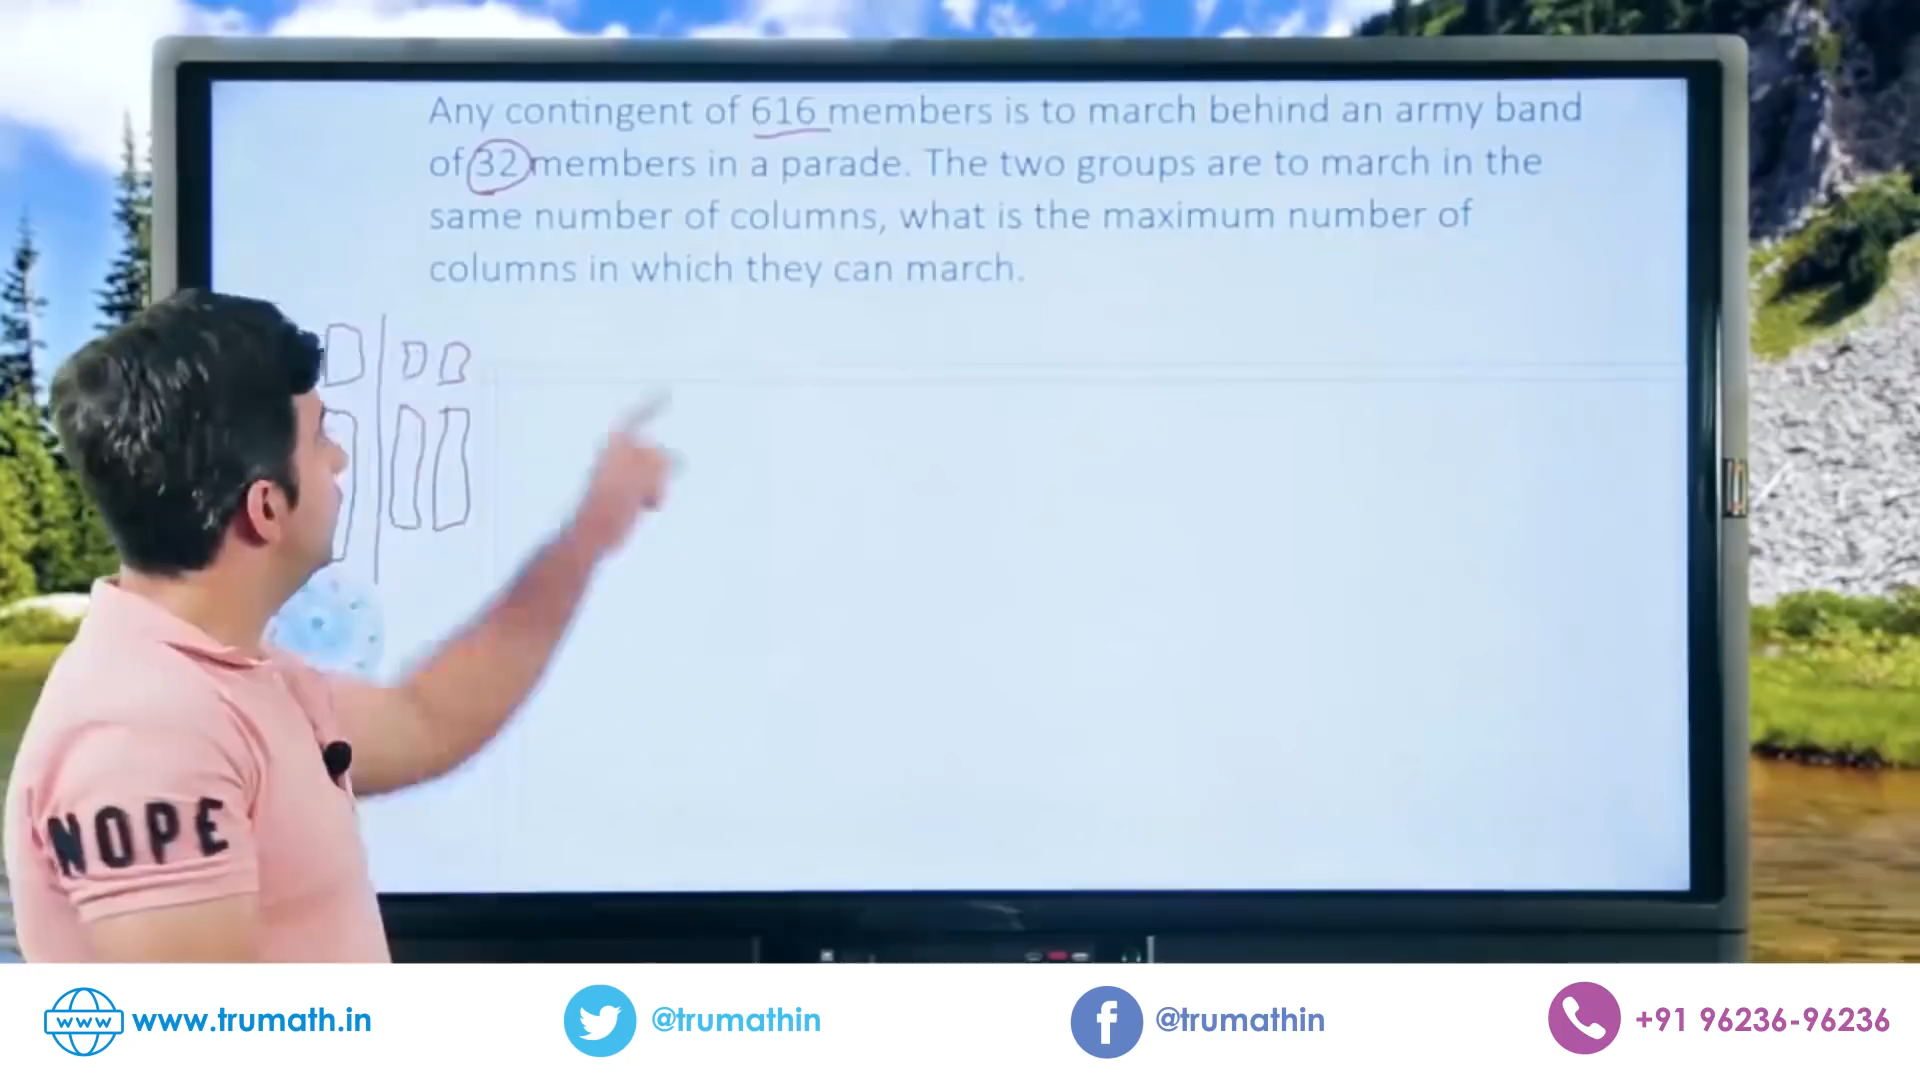 Any contingent of 616 members is to march behind an army band
of 32 members in a parade. The two groups are to march in the
same number of columns, what is the maximum number of
columns in which they can march.
NOPE
www www.trumath.in
@trumathin
f @trumathin
+91 96236-96236